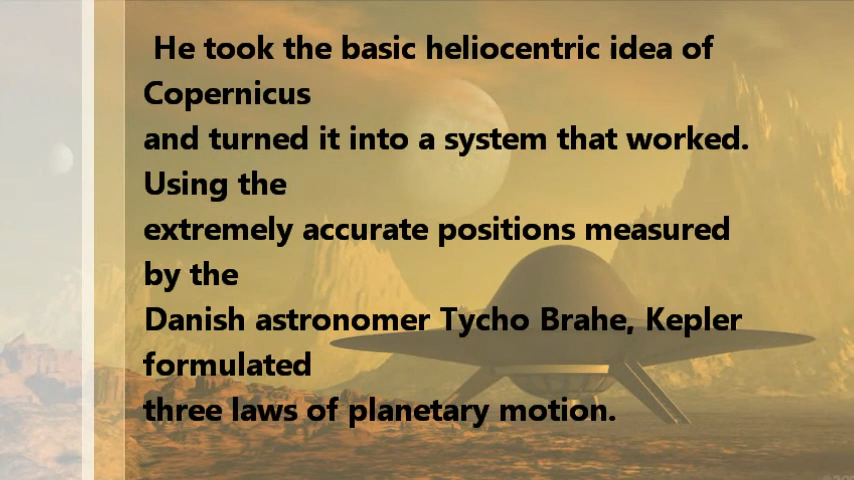 He took the basic heliocentric idea of
Copernicus
and turned it into a system that worked.
Using the
extremely accurate positions measured
by the
Danish astronomer Tycho Brahe, Kepler
formulated
three laws of planetary motion.